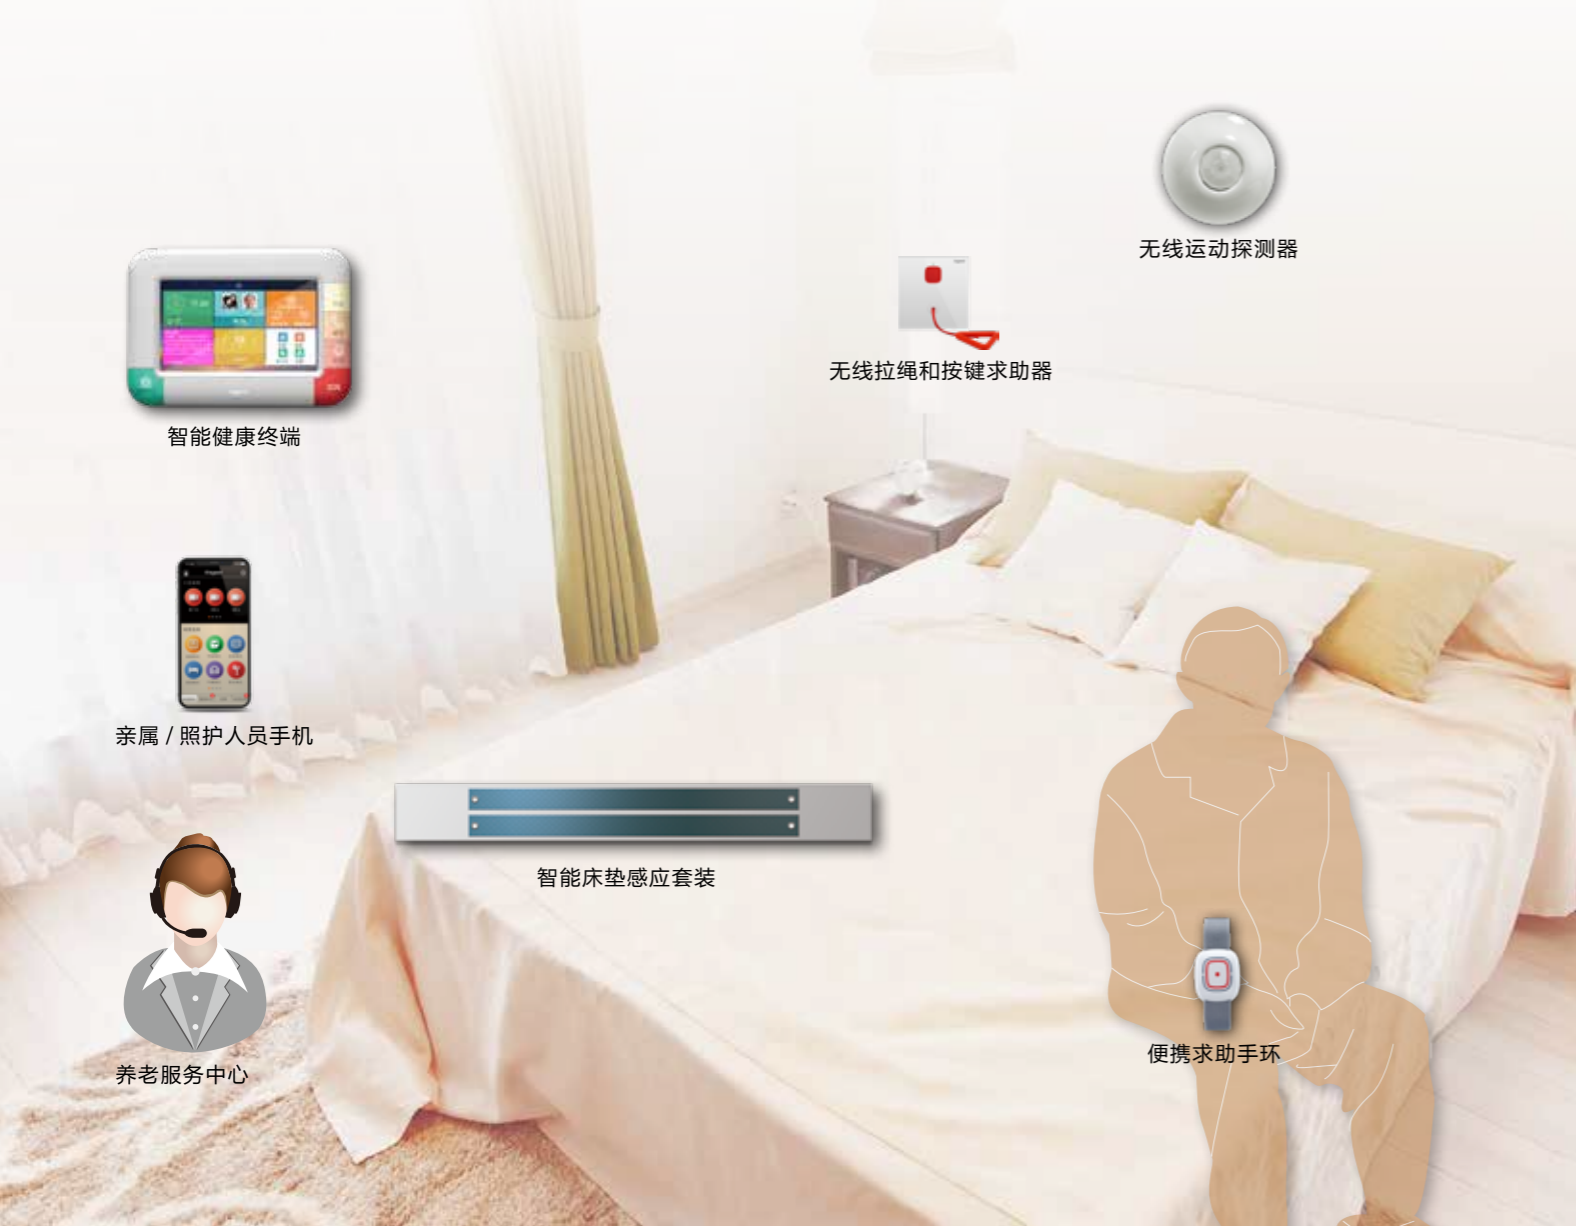 无线运动探测器
无线拉绳和按键求助器
智能健康终端
亲属 / 照护人员手机
智能床垫感应套装
便携求助手环
养老服务中心